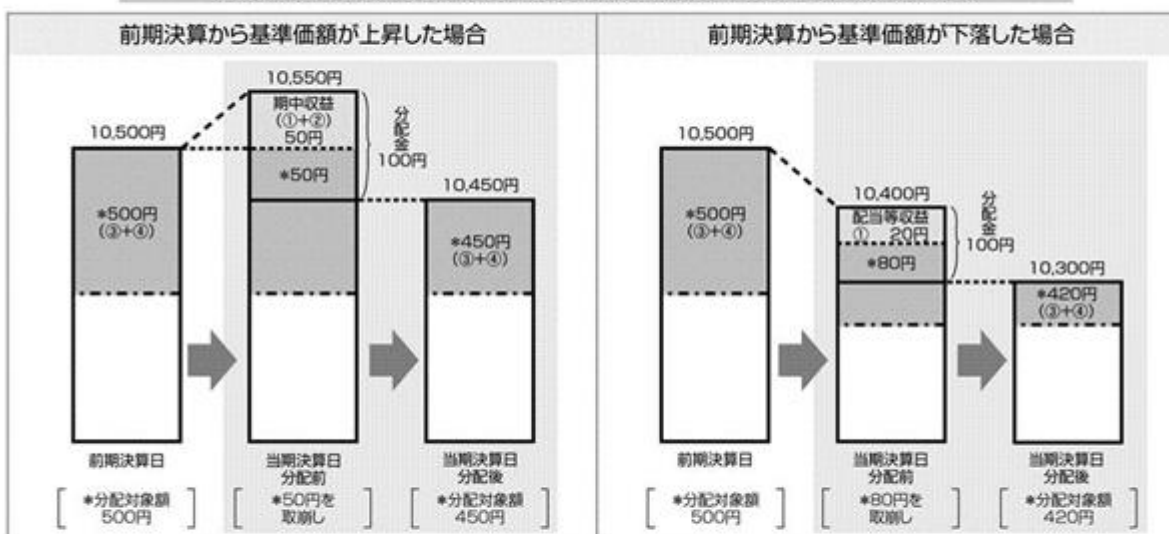 前期決算から基準価額が上昇した場合
10,550円
期中収益
(①+②)
50円
*50円
分配金
100円
10,500円
*500円
(③+④)
10,450円
*450円
(③+④)
前期決算日
当期決算日
分配前
当期決算日
分配後
*分配対象額
500円
*50円を
取崩し
*分配対象額
450円
前期決算から基準価額が下落した場合
10,500円
*500円
(③+④)
10,400円
配当等収益
① 20円
*80円
分配金
100円
10,300円
*420円
(③+④)
前期決算日
当期決算日
分配前
当期決算日
分配後
*分配対象額
500円
*80円を
取崩し
*分配対象額
420円